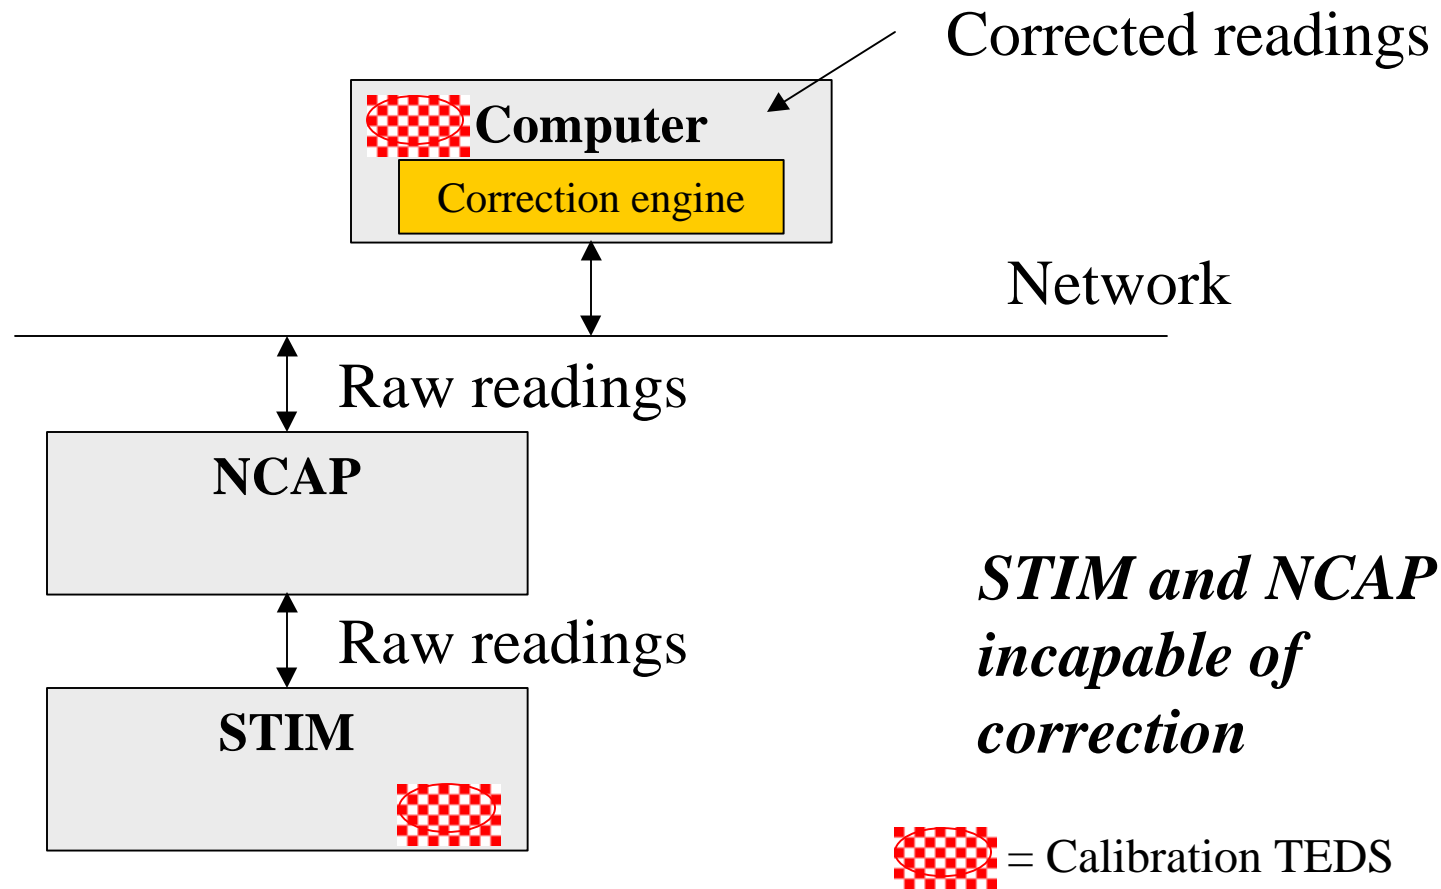 Corrected readings
Computer
Correction engine
Network
Raw readings
NCAP
STIM and NCAP
incapable of
correction
Raw readings
STIM
= Calibration TEDS